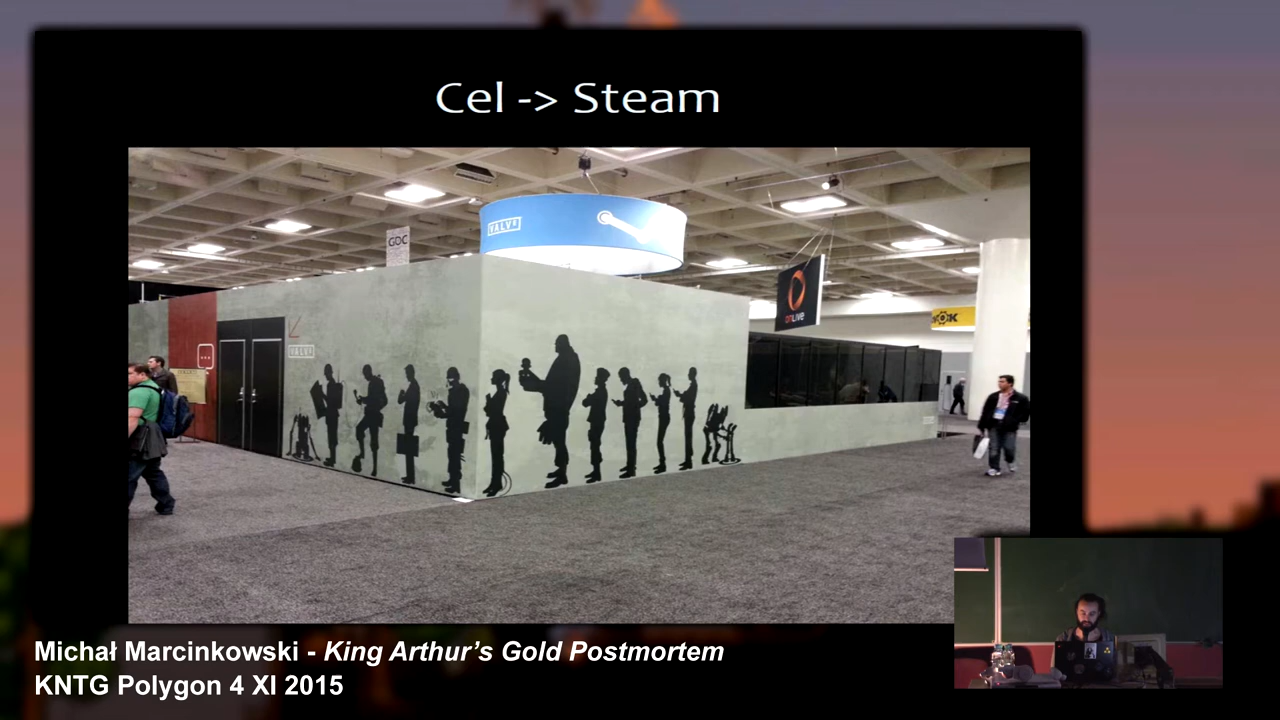 Cel -> Steam
VALVE
GDC
VALVE
ONLIVE
Michał Marcinkowski - King Arthur's Gold Postmortem
KNTG Polygon 4 XI 2015